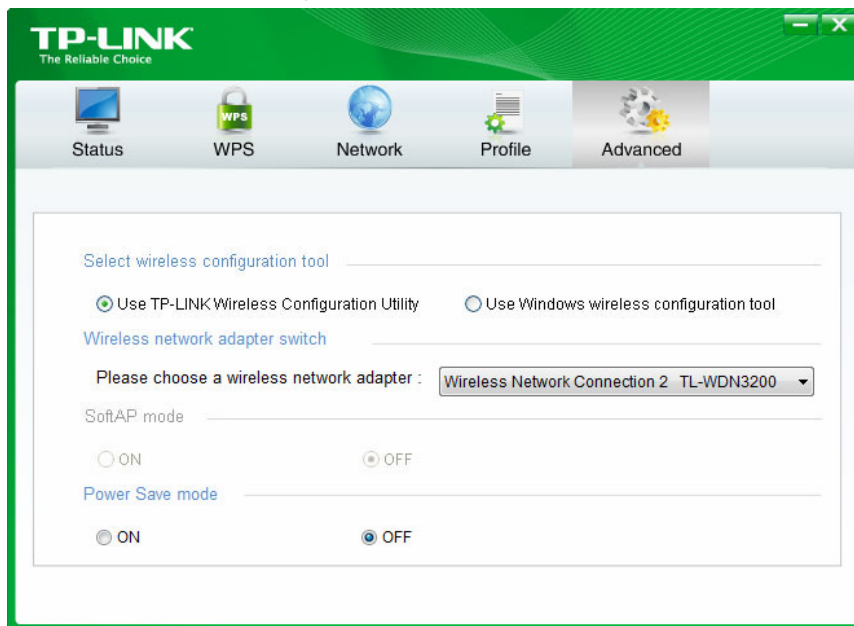 TP-LINK
The Reliable Choice
WPS
Status WPS Network Profile Advanced
Select wireless configuration tool
Use TP-LINK Wireless Configuration Utility Use Windows wireless configuration tool
Wireless network adapter switch
Please choose a wireless network adapter : Wireless Network Connection 2 TL-WDN3200
SoftAP mode
ON OFF
Power Save mode
ON OFF